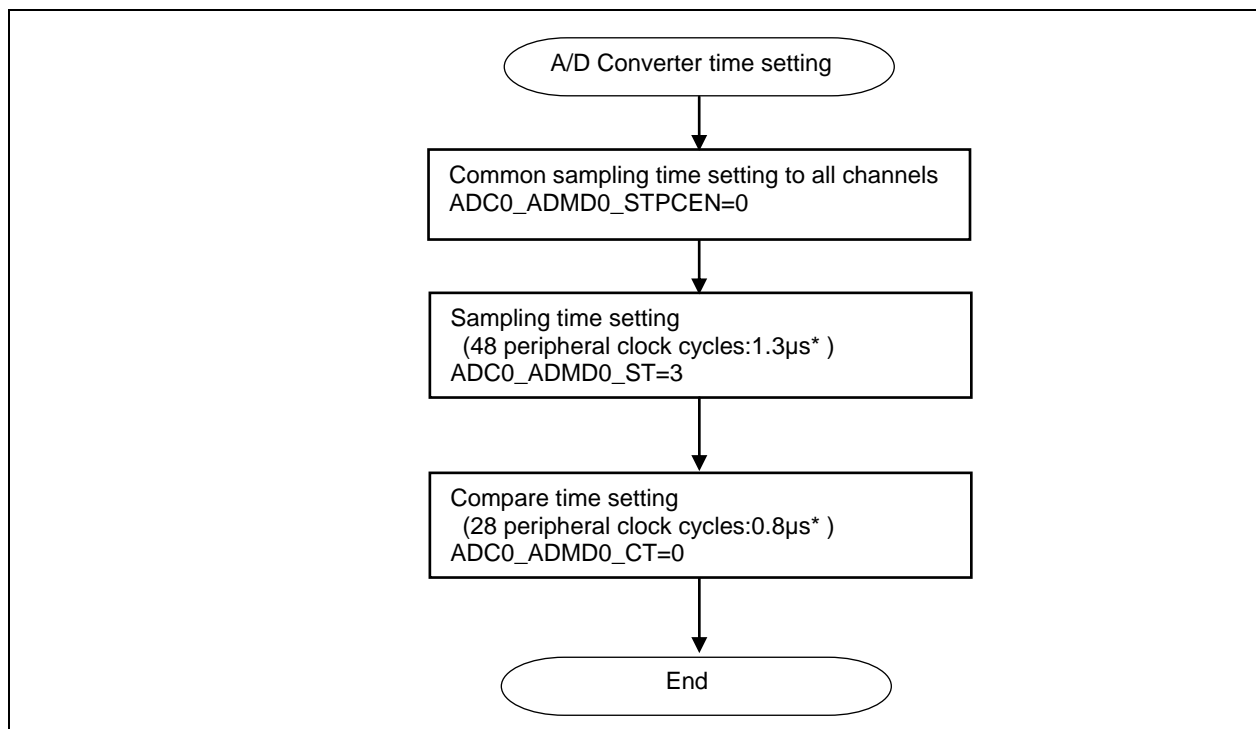 A/D Converter time setting
Common sampling time setting to all channels
ADC0_ADMD0_STPCEN=0
Sampling time setting
(48 peripheral clock cycles:1.3µs* )
ADC0_ADMD0_ST=3
Compare time setting
(28 peripheral clock cycles:0.8µs* )
ADC0_ADMD0_CT=0
End